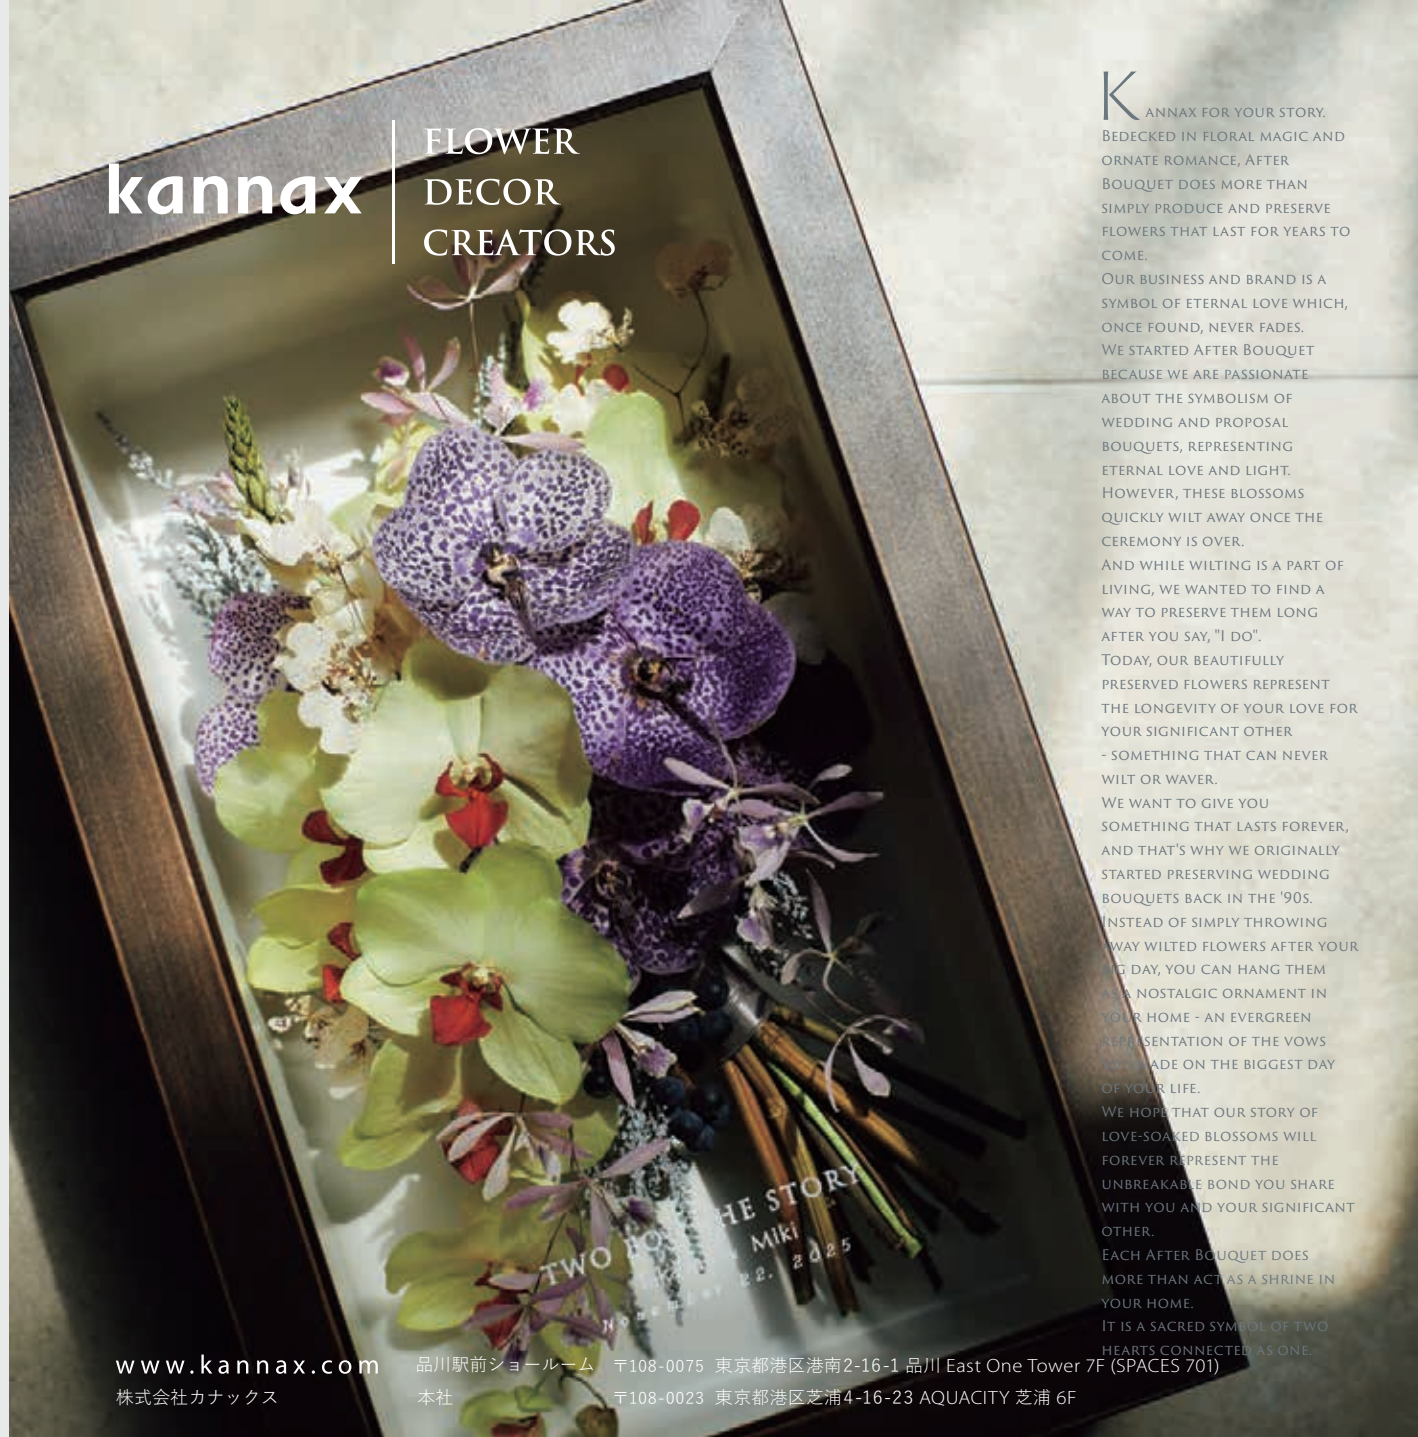 kannax
FLOWER
DECOR
CREATORS
KANNAX FOR YOUR STORY.
BEDECKED IN FLORAL MAGIC AND
ORNATE ROMANCE, AFTER
BOUQUET DOES MORE THAN
SIMPLY PRODUCE AND PRESERVE
FLOWERS THAT LAST FOR YEARS TO
COME.
OUR BUSINESS AND BRAND IS A
SYMBOL OF ETERNAL LOVE WHICH,
ONCE FOUND, NEVER FADES.
WE STARTED AFTER BOUQUET
BECAUSE WE ARE PASSIONATE
ABOUT THE SYMBOLISM OF
WEDDING AND PROPOSAL
BOUQUETS, REPRESENTING
ETERNAL LOVE AND LIGHT.
HOWEVER, THESE BLOSSOMS
QUICKLY WILT AWAY ONCE THE
CEREMONY IS OVER.
AND WHILE WILTING IS A PART OF
LIVING, WE WANTED TO FIND A
WAY TO PRESERVE THEM LONG
AFTER YOU SAY, "I DO".
TODAY, OUR BEAUTIFULLY
PRESERVED FLOWERS REPRESENT
THE LONGEVITY OF YOUR LOVE FOR
YOUR SIGNIFICANT OTHER
- SOMETHING THAT CAN NEVER
WILT OR WAVER.
WE WANT TO GIVE YOU
SOMETHING THAT LASTS FOREVER,
AND THAT'S WHY WE ORIGINALLY
STARTED PRESERVING WEDDING
BOUQUETS BACK IN THE '90S.
INSTEAD OF SIMPLY THROWING
AWAY WILTED FLOWERS AFTER YOUR
BIG DAY, YOU CAN HANG THEM
AS A NOSTALGIC ORNAMENT IN
YOUR HOME - AN EVERGREEN
REPRESENTATION OF THE VOWS
MADE ON THE BIGGEST DAY
OF YOUR LIFE.
WE HOPE THAT OUR STORY OF
LOVE-SOAKED BLOSSOMS WILL
FOREVER REPRESENT THE
UNBREAKABLE BOND YOU SHARE
WITH YOU AND YOUR SIGNIFICANT
OTHER.
EACH AFTER BOUQUET DOES
MORE THAN ACT AS A SHRINE IN
YOUR HOME.
IT IS A SACRED SYMBOL OF TWO
HEARTS CONNECTED AS ONE.
TWO THE STORY
Miki
November 22. 2025
www.kannax.com 品川駅前ショールーム 〒108-0075 東京都港区港南2-16-1 品川 East One Tower 7F (SPACES 701)
株式会社カナックス 本社 〒108-0023 東京都港区芝浦4-16-23 AQUACITY 芝浦 6F